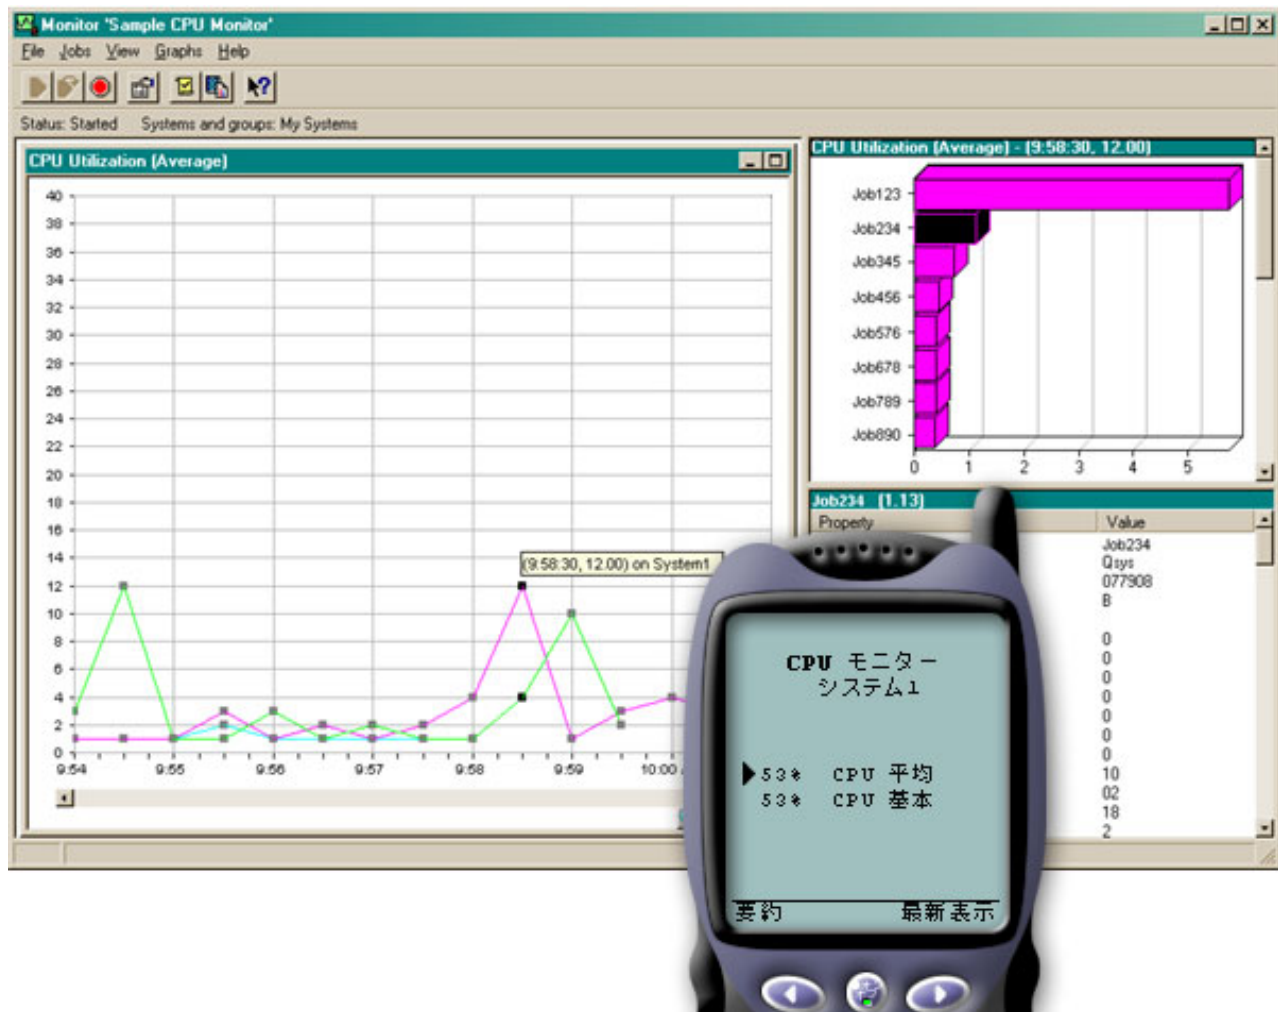 Monitor 'Sample CPU Monitor'
File Jobs View Graphs Help
Status: Started Systems and groups: My Systems
CPU Utilization (Average)
40
38
36
34
32
30
28
26
24
22
20
18
16
14
12
10
8
6
4
2
0
9:54 9:55 9:56 9:57 9:58 9:59 10:00
(9:58:30, 12.00) on System1
CPU Utilization (Average) - (9:58:30, 12.00)
Job123
Job234
Job345
Job456
Job576
Job678
Job789
Job890
0 1 2 3 4 5
Job234 (1.13)
Property Value
Job234
Qsys
077908
B
0
0
0
0
0
0
0
10
02
18
2
CPU モニター
システム1
53% CPU 平均
53% CPU 基本
要約 最新表示